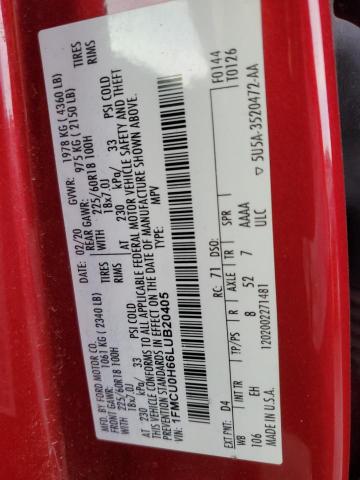 MFD. BY FORD MOTOR CO. DATE: 02/20 GVWR: 1978 KG ( 4360 LB)
FRONT GAWR: 1061 KG ( 2340 LB) REAR GAWR: 975 KG ( 2150 LB)
WITH 225/60R18 100H TIRES WITH 225/60R18 100H TIRES
18x7.0J RIMS 18x7.0J RIMS
AT 230 kPa/ 33 PSI COLD AT 230 kPa/ 33 PSI COLD
THIS VEHICLE CONFORMS TO ALL APPLICABLE FEDERAL MOTOR VEHICLE SAFETY AND THEFT
PREVENTION STANDARDS IN EFFECT ON THE DATE OF MANUFACTURE SHOWN ABOVE.
VIN: 1FMCU0H66LUB20405 TYPE: MPV
F0144
T0126
EXT PNT: D4 RC: 71 DSO:
WB INT TR TP/PS R AXLE TR SPR
106 EH 8 52 7 AAAA
MADE IN U.S.A. ULC
1202002271481 5U5A-3520472-AA